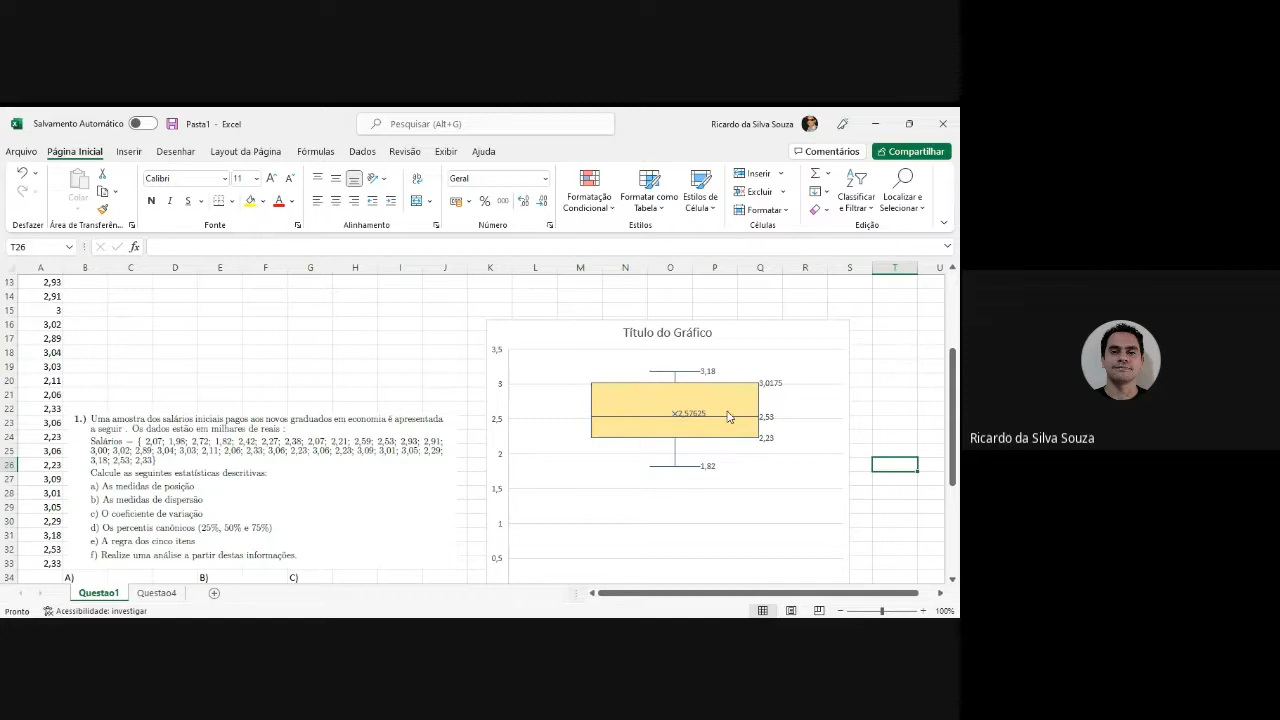 Salvamento Automático
Pasta1 - Excel
Pesquisar (Alt+G)
Ricardo da Silva Souza
Arquivo Página Inicial Inserir Desenhar Layout da Página Fórmulas Dados Revisão Exibir Ajuda
Comentários
Compartilhar
Colar
Calibri 11
N I S
Geral
Formatação Condicional
Formatar como Tabela
Estilos de Célula
Inserir
Excluir
Formatar
Classificar e Filtrar
Localizar e Selecionar
Desfazer Área de Transferên... Fonte Alinhamento Número Estilos Células Edição
T26 fx
A B C D E F G H I J K L M N O P Q R S T U
13 2,93
14 2,91
15 3
16 3,02
17 2,89
18 3,04
19 3,03
20 2,11
21 2,06
22 2,33
23 3,06
24 2,23
25 3,06
26 2,23
27 3,09
28 3,01
29 3,05
30 2,29
31 3,18
32 2,53
33 2,33
34 A) B) C)
1.) Uma amostra dos salários iniciais pagos aos novos graduados em economia é apresentada
a seguir . Os dados estão em milhares de reais :
Salários = { 2,07; 1,98; 2,72; 1,82; 2,42; 2,27; 2,38; 2,07; 2,21; 2,59; 2,53; 2,93; 2,91;
3,00; 3,02; 2,89; 3,04; 3,03; 2,11; 2,06; 2,33; 3,06; 2,23; 3,06; 2,23; 3,09; 3,01; 3,05; 2,29;
3,18; 2,53; 2,33}
Calcule as seguintes estatísticas descritivas:
a) As medidas de posição
b) As medidas de dispersão
c) O coeficiente de variação
d) Os percentis canônicos (25%, 50% e 75%)
e) A regra dos cinco itens
f) Realize uma análise a partir destas informações.
Título do Gráfico
3,5
3
2,5
2
1,5
1
0,5
3,18
3,0175
2,57625
2,53
2,23
1,82
Questao1 Questao4
Pronto Acessibilidade: investigar
100%
Ricardo da Silva Souza